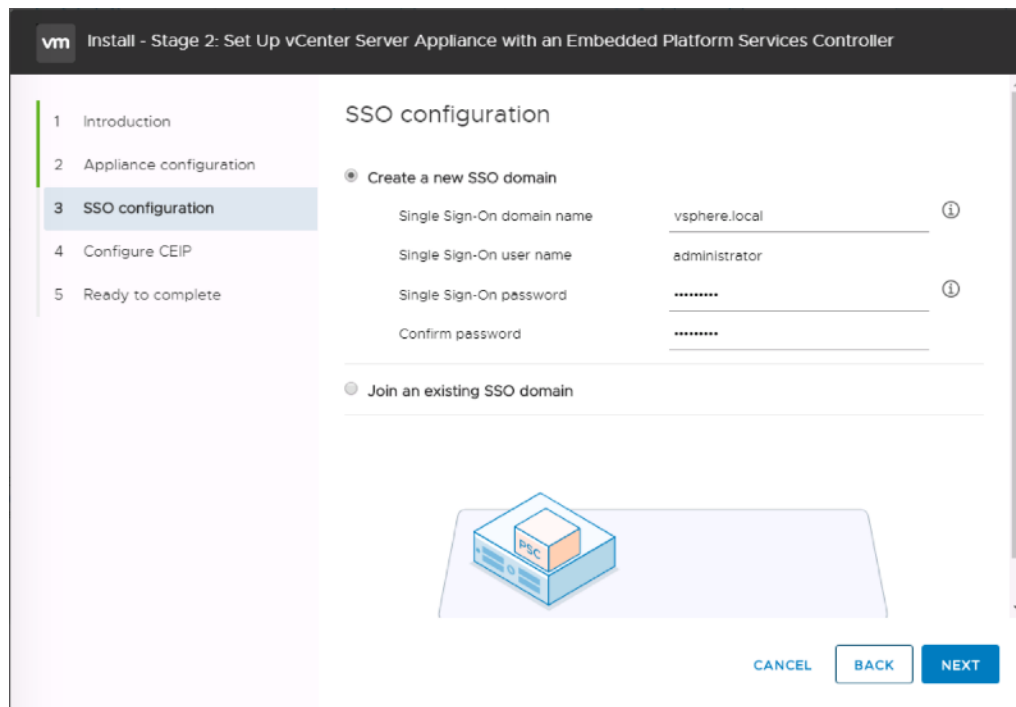 vm Install - Stage 2: Set Up vCenter Server Appliance with an Embedded Platform Services Controller
1 Introduction
2 Appliance configuration
3 SSO configuration
4 Configure CEIP
5 Ready to complete
SSO configuration
Create a new SSO domain
Single Sign-On domain name vsphere.local
Single Sign-On user name administrator
Single Sign-On password •••••••••
Confirm password •••••••••
Join an existing SSO domain
PSC
CANCEL BACK NEXT